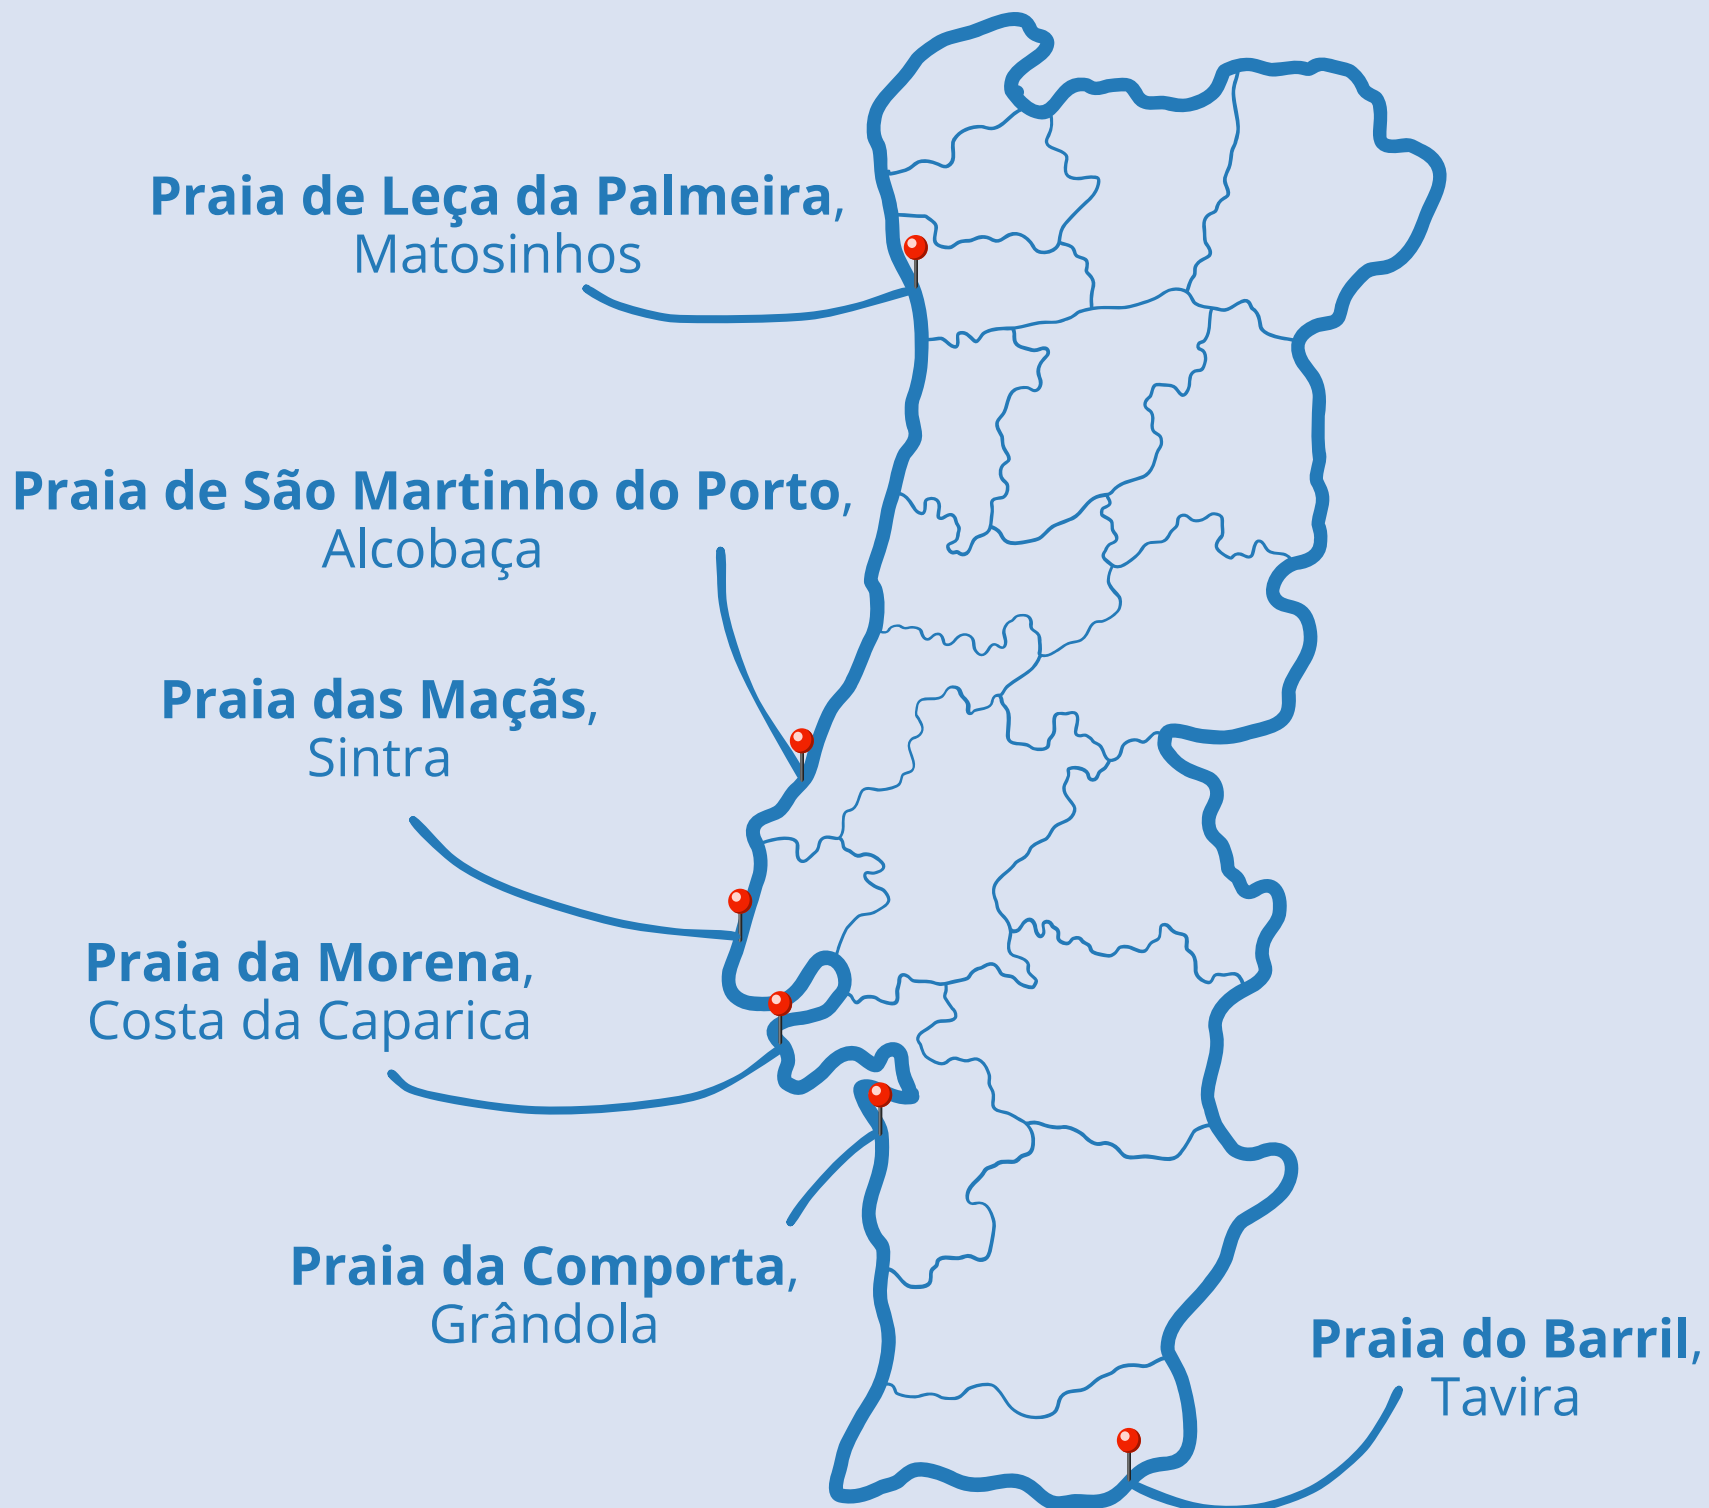 Praia de Leça da Palmeira,
Matosinhos
Praia de São Martinho do Porto,
Alcobaça
Praia das Maçãs,
Sintra
Praia da Morena,
Costa da Caparica
Praia da Comporta,
Grândola
Praia do Barril,
Tavira